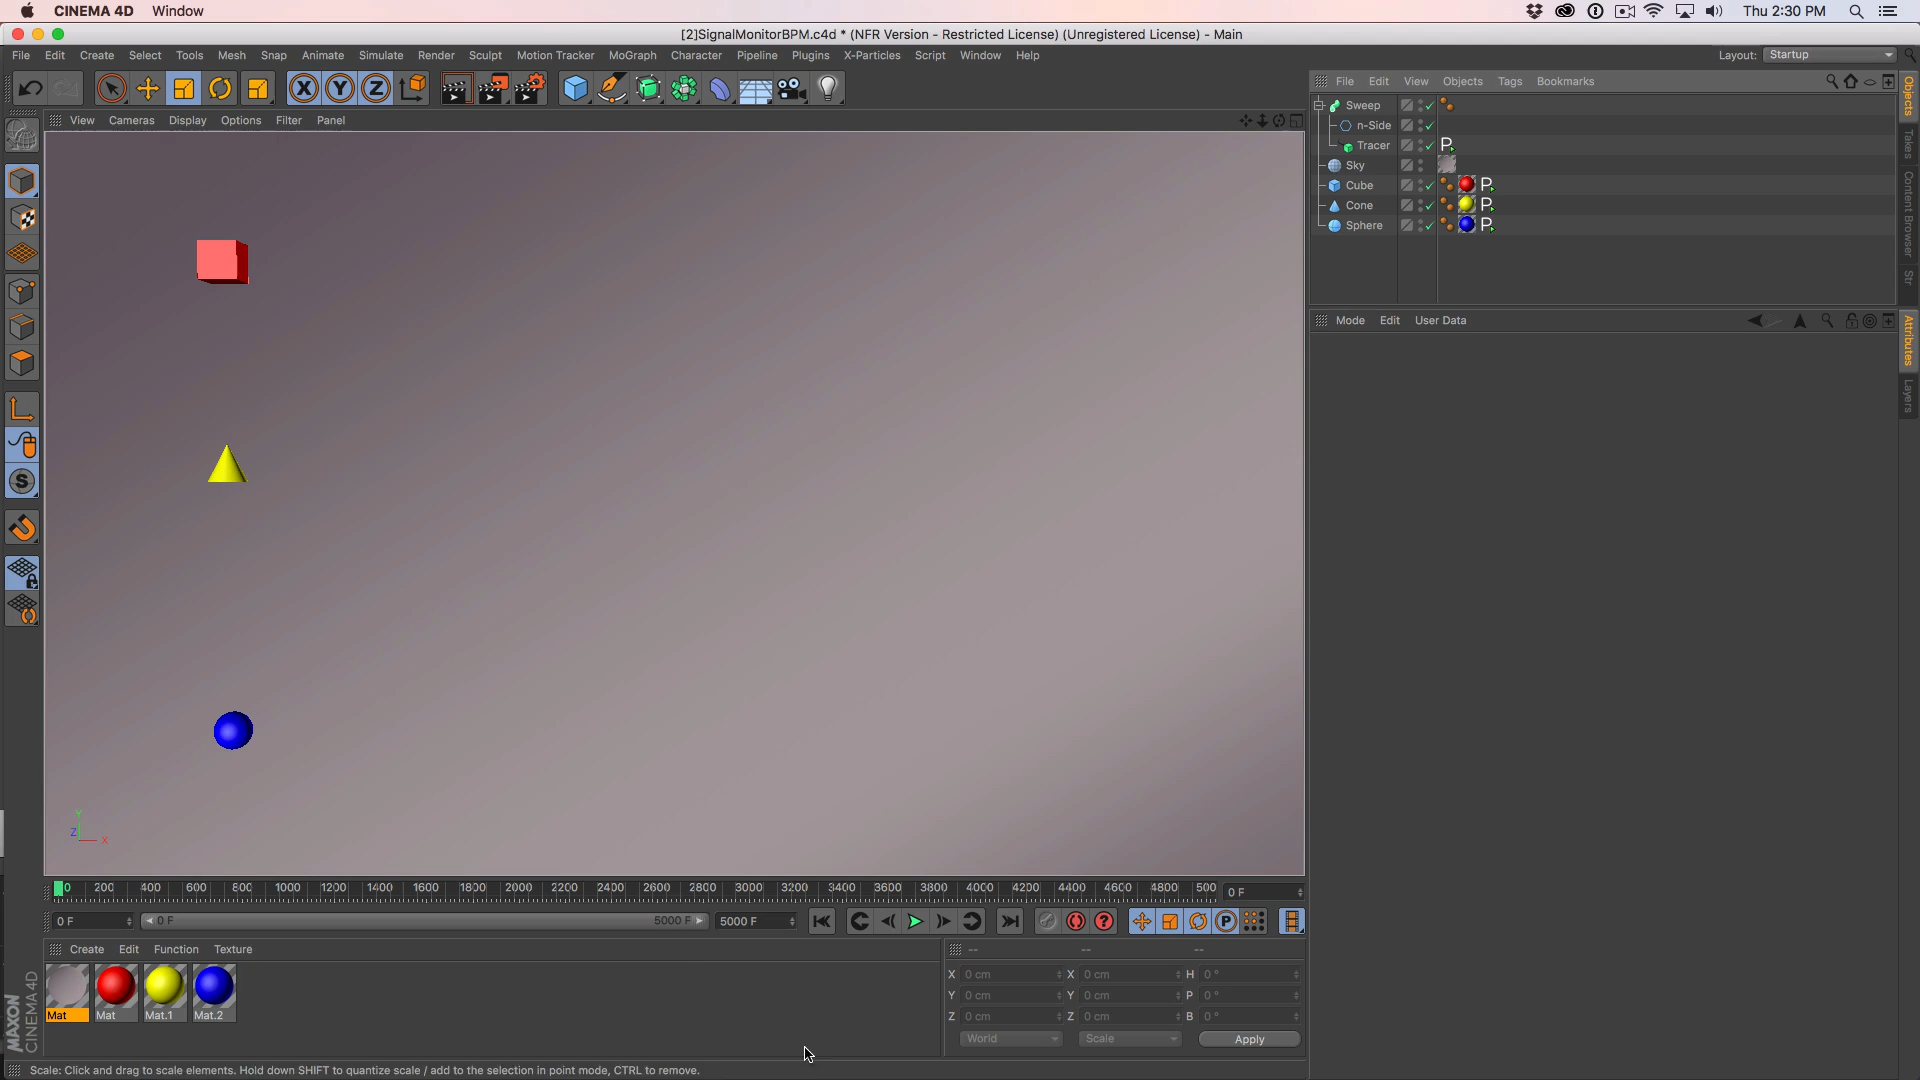 CINEMA 4D Window
Thu 2:30 PM
[2]SignalMonitorBPM.c4d * (NFR Version - Restricted License) (Unregistered License) - Main
File Edit Create Select Tools Mesh Snap Animate Simulate Render Sculpt Motion Tracker MoGraph Character Pipeline Plugins X-Particles Script Window Help
Layout: Startup
File Edit View Objects Tags Bookmarks
View Cameras Display Options Filter Panel
Sweep
n-Side
Tracer
Sky
Cube
Cone
Sphere
Objects
Takes
Content Browser
Str
Mode Edit User Data
Attributes
Layers
Y
Z X
0 200 400 600 800 1000 1200 1400 1600 1800 2000 2200 2400 2600 2800 3000 3200 3400 3600 3800 4000 4200 4400 4600 4800 500 0 F
0 F 0 F 5000 F 5000 F
Create Edit Function Texture
-- -- --
X 0 cm X 0 cm H 0 °
Y 0 cm Y 0 cm P 0 °
Z 0 cm Z 0 cm B 0 °
World Scale Apply
Mat Mat Mat.1 Mat.2
MAXON
CINEMA 4D
Scale: Click and drag to scale elements. Hold down SHIFT to quantize scale / add to the selection in point mode, CTRL to remove.